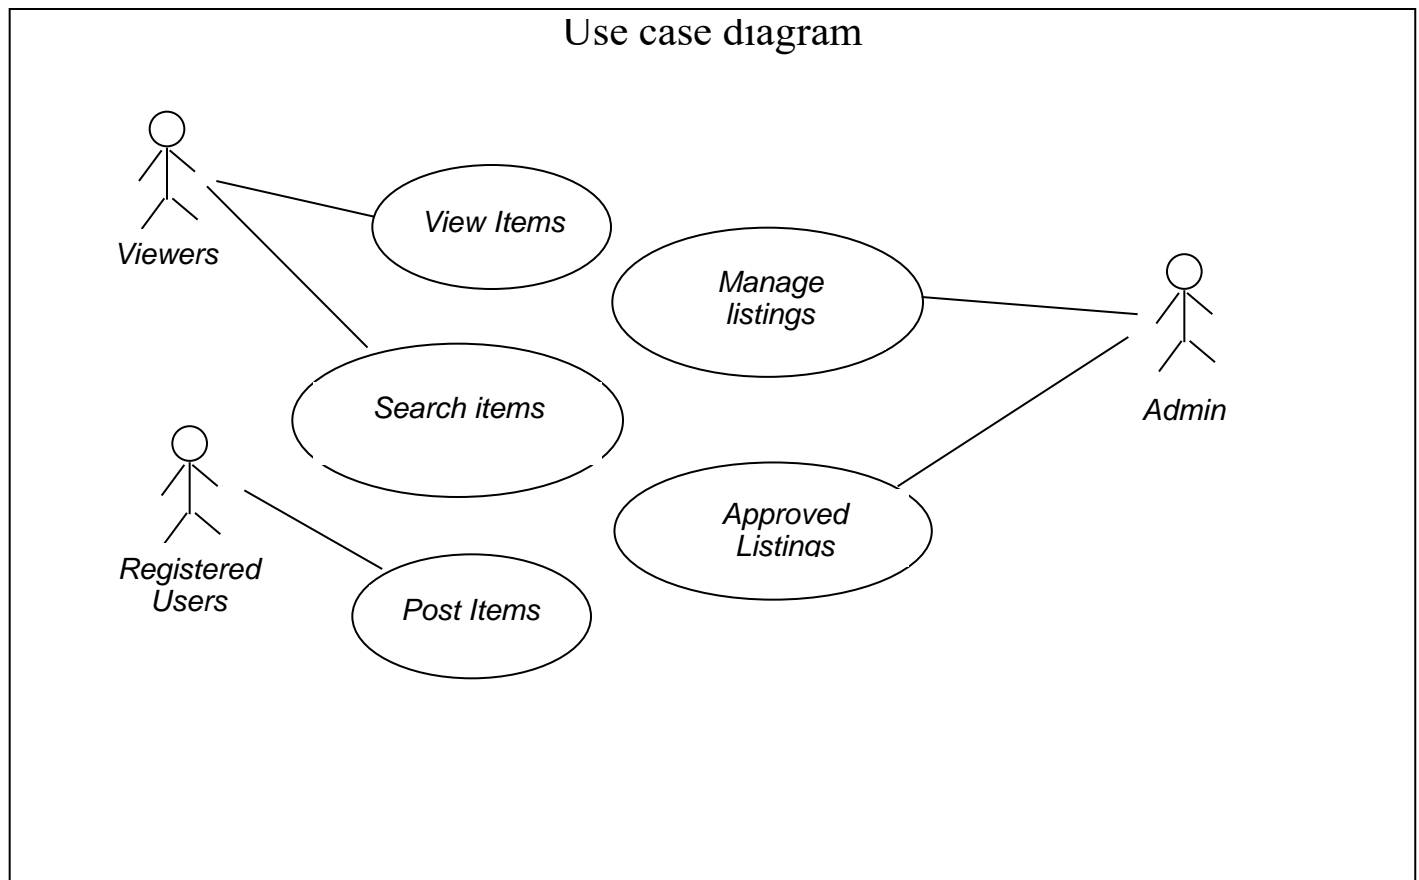 Use case diagram
View Items
Viewers
Manage
listings
Search items
Admin
Approved
Listings
Registered
Users
Post Items